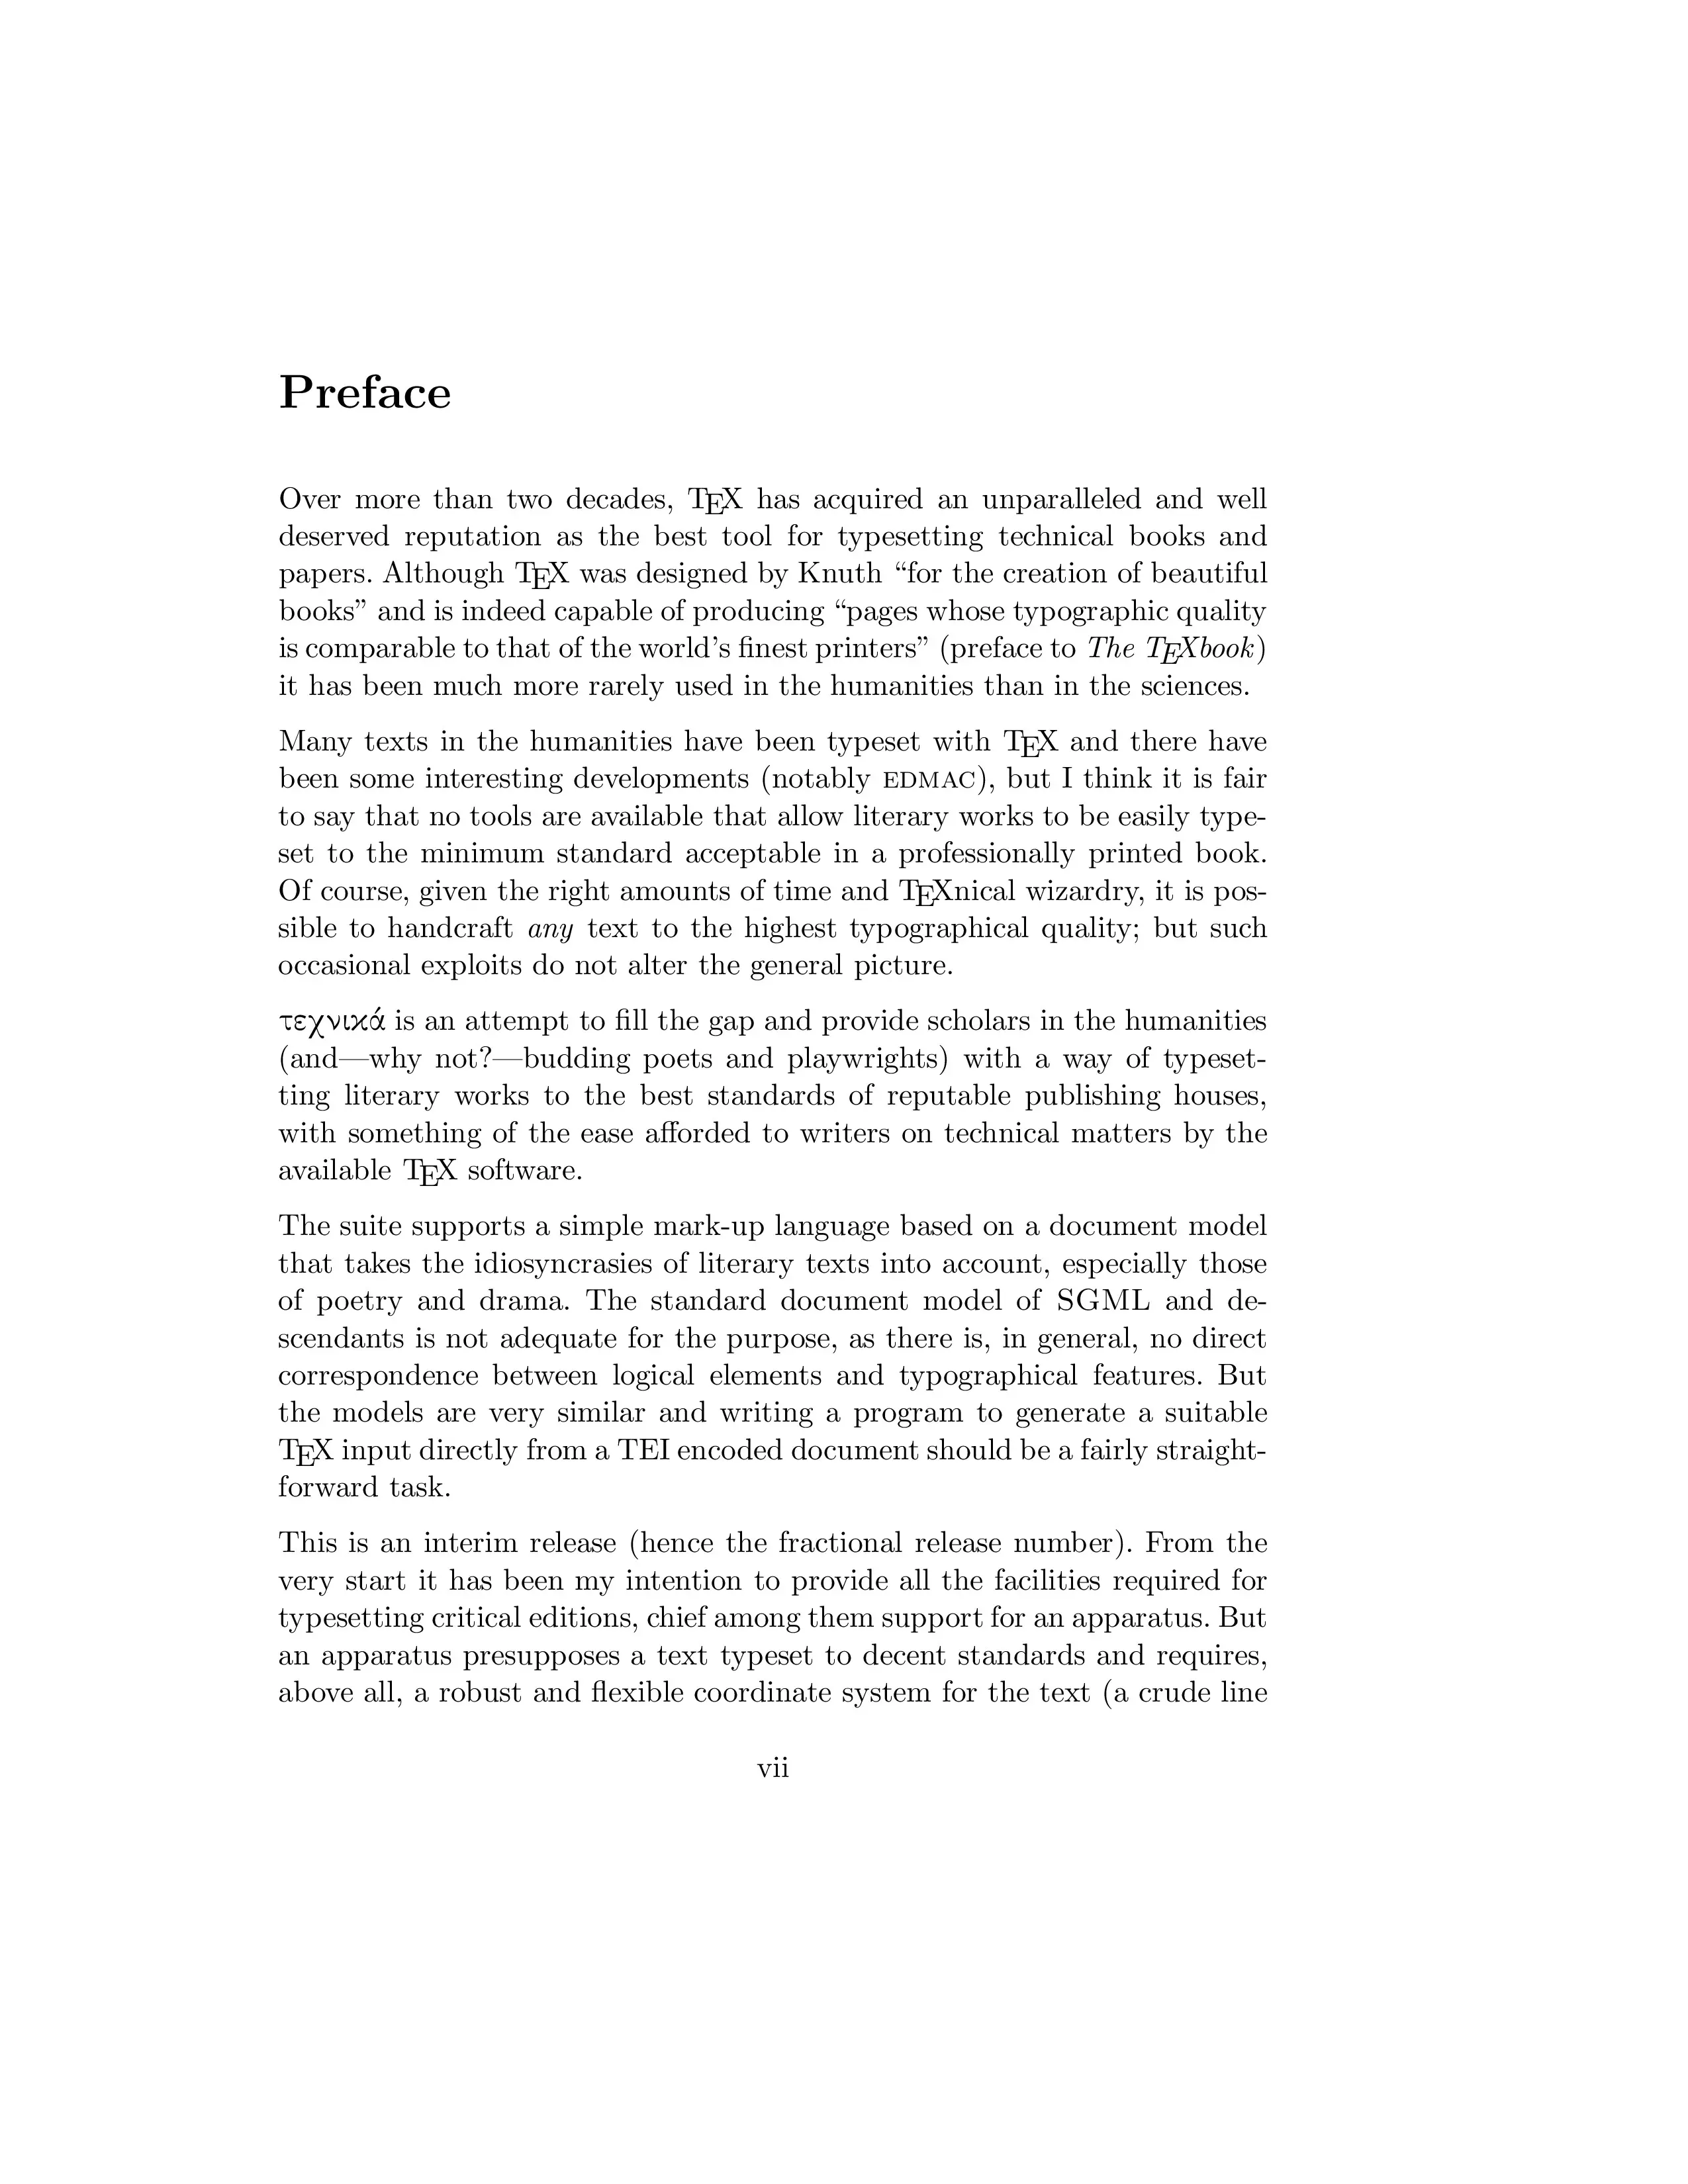 Preface
Over more than two decades, TEX has acquired an unparalleled and well
deserved reputation as the best tool for typesetting technical books and
papers. Although TEX was designed by Knuth “for the creation of beautiful
books” and is indeed capable of producing “pages whose typographic quality
is comparable to that of the world’s finest printers” (preface to The TEXbook)
it has been much more rarely used in the humanities than in the sciences.
Many texts in the humanities have been typeset with TEX and there have
been some interesting developments (notably EDMAC), but I think it is fair
to say that no tools are available that allow literary works to be easily type-
set to the minimum standard acceptable in a professionally printed book.
Of course, given the right amounts of time and TEXnical wizardry, it is pos-
sible to handcraft any text to the highest typographical quality; but such
occasional exploits do not alter the general picture.
τεχνικά is an attempt to fill the gap and provide scholars in the humanities
(and—why not?—budding poets and playwrights) with a way of typeset-
ting literary works to the best standards of reputable publishing houses,
with something of the ease afforded to writers on technical matters by the
available TEX software.
The suite supports a simple mark-up language based on a document model
that takes the idiosyncrasies of literary texts into account, especially those
of poetry and drama. The standard document model of SGML and de-
scendants is not adequate for the purpose, as there is, in general, no direct
correspondence between logical elements and typographical features. But
the models are very similar and writing a program to generate a suitable
TEX input directly from a TEI encoded document should be a fairly straight-
forward task.
This is an interim release (hence the fractional release number). From the
very start it has been my intention to provide all the facilities required for
typesetting critical editions, chief among them support for an apparatus. But
an apparatus presupposes a text typeset to decent standards and requires,
above all, a robust and flexible coordinate system for the text (a crude line
vii